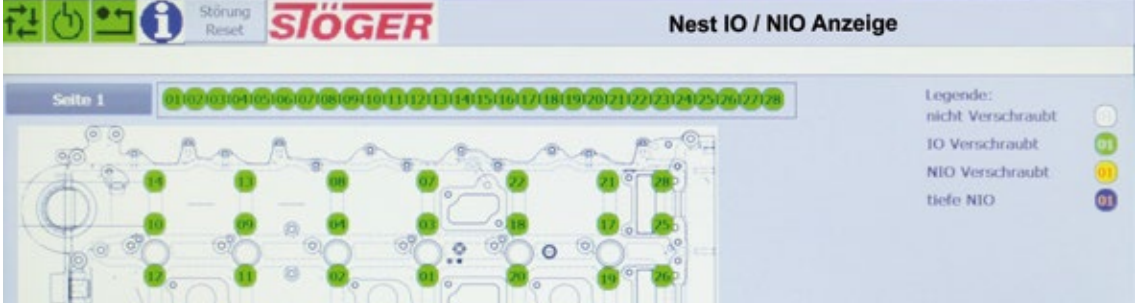 Störung
Reset
STÖGER
Nest IO / NIO Anzeige
Seite 1
01 02 03 04 05 06 07 08 09 10 11 12 13 14 15 16 17 18 19 20 21 22 23 24 25 26 27 28
Legende:
nicht Verschraubt
IO Verschraubt 01
NIO Verschraubt 01
tiefe NIO 01
14 13 08 07 22 21 28
10 09 04 03 18 17 25
12 11 02 01 20 19 26